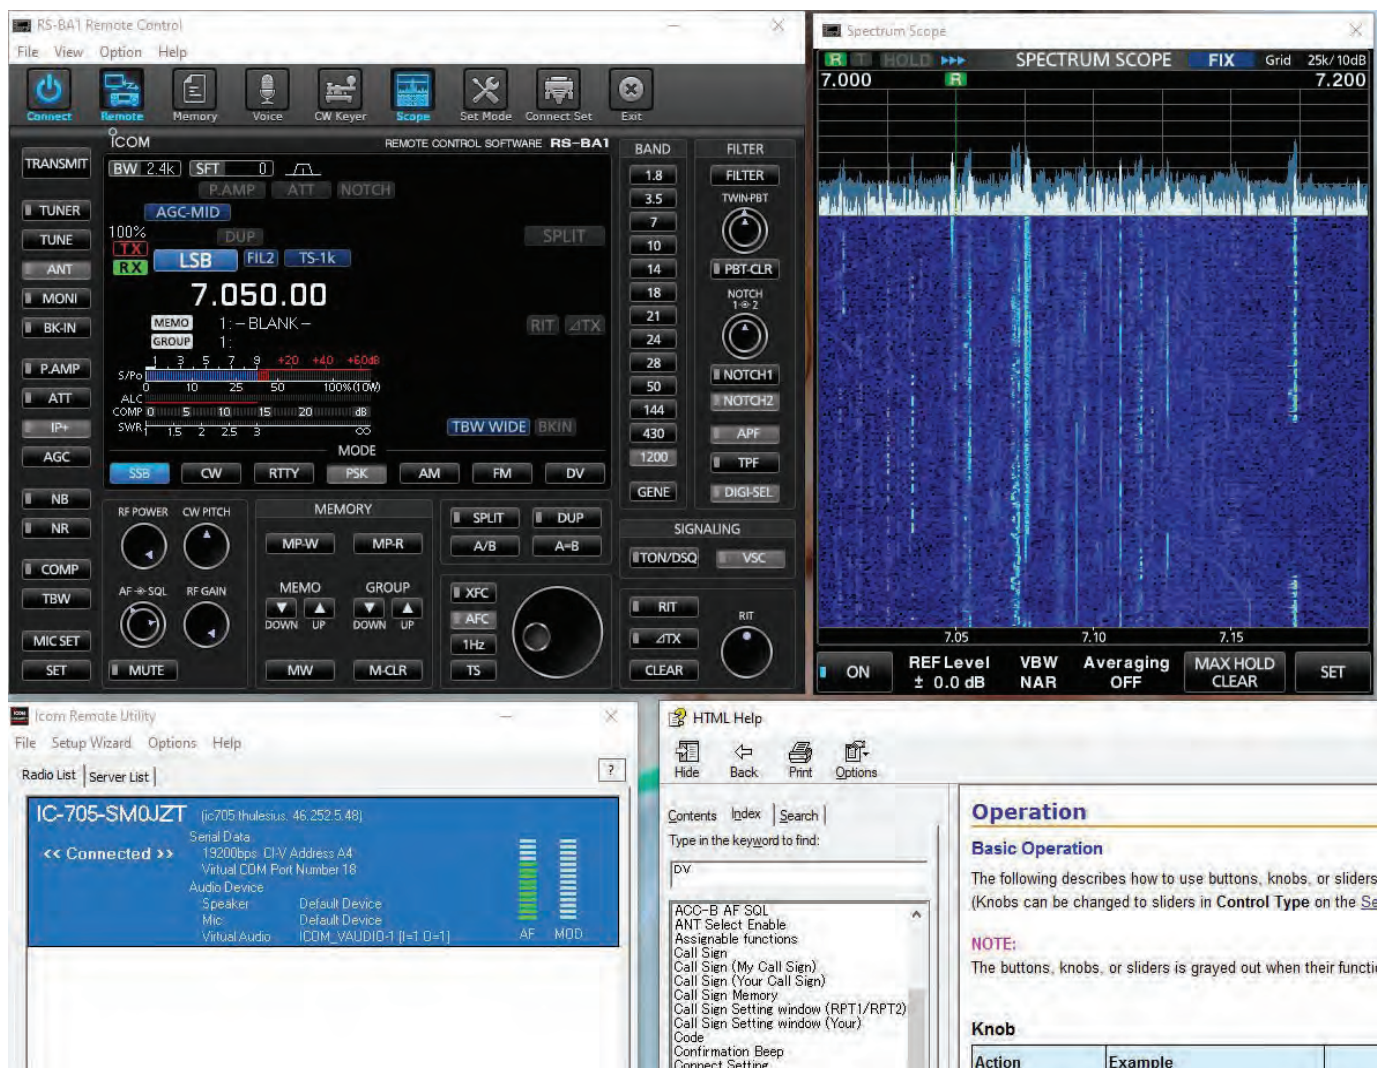 RS-BA1 Remote Control
File View Option Help
Connect Remote Memory Voice CW Keyer Scope Set Mode Connect Set Exit
ICOM REMOTE CONTROL SOFTWARE RS-BA1
TRANSMIT
TUNER
TUNE
ANT
MONI
BK-IN
P.AMP
ATT
IP+
AGC
NB
NR
COMP
TBW
MIC SET
SET
BW 2.4k SFT 0
P.AMP ATT NOTCH
AGC-MID
100% DUP SPLIT
TX
RX LSB FIL2 TS-1k
7.050.00
MEMO 1: – BLANK – RIT ⊿TX
GROUP 1:
1 3 5 7 9 +20 +40 +60dB
S/Po
0 10 25 50 100%(10W)
ALC
COMP 0 5 10 15 20 dB
SWR 1 1.5 2 2.5 3 ∞
TBW WIDE BKIN
MODE
SSB CW RTTY PSK AM FM DV
RF POWER CW PITCH
AF SQL RF GAIN
MUTE
MEMORY
MP-W MP-R
MEMO GROUP
DOWN UP DOWN UP
MW M-CLR
SPLIT DUP
A/B A=B
XFC
AFC
1Hz
TS
BAND
1.8
3.5
7
10
14
18
21
24
28
50
144
430
1200
GENE
FILTER
FILTER
TWIN-PBT
PBT-CLR
NOTCH
1 2
NOTCH1
NOTCH2
APF
TPF
DIGI-SEL
SIGNALING
TON/DSQ VSC
RIT
⊿TX
CLEAR
RIT
Spectrum Scope
R T HOLD SPECTRUM SCOPE FIX Grid 25k/10dB
7.000 R 7.200
7.05 7.10 7.15
ON REF Level VBW Averaging MAX HOLD SET
± 0.0 dB NAR OFF CLEAR
Icom Remote Utility
File Setup Wizard Options Help
Radio List Server List ?
IC-705-SM0JZT (ic705.thulesius. 46.252.5.48)
Serial Data
<< Connected >> 19200bps CI-V Address A4
Virtual COM Port Number 18
Audio Device
Speaker Default Device
Mic Default Device
Virtual Audio ICOM_VAUDIO-1 [I=1 O=1] AF MOD
HTML Help
Hide Back Print Options
Contents Index Search
Type in the keyword to find:
DV
ACC-B AF SQL
ANT Select Enable
Assignable functions
Call Sign
Call Sign (My Call Sign)
Call Sign (Your Call Sign)
Call Sign Memory
Call Sign Setting window (RPT1/RPT2)
Call Sign Setting window (Your)
Code
Confirmation Beep
Connect Setting
Operation
Basic Operation
The following describes how to use buttons, knobs, or sliders
(Knobs can be changed to sliders in Control Type on the Se
NOTE:
The buttons, knobs, or sliders is grayed out when their functi
Knob
Action Example